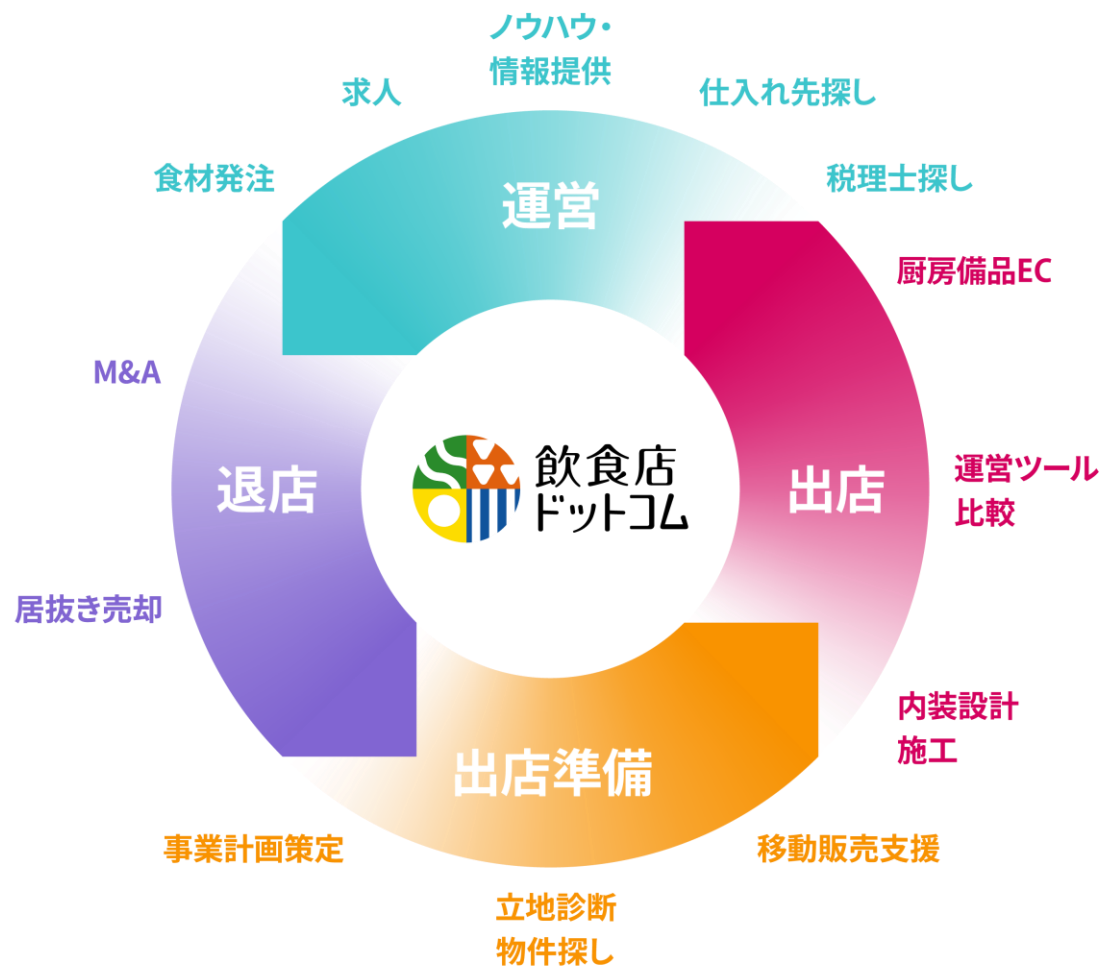 ノウハウ・
情報提供
求人
仕入れ先探し
食材発注
税理士探し
運営
厨房備品EC
M&A
飲食店
ドットコム
退店
出店
運営ツール
比較
居抜き売却
内装設計
施工
出店準備
事業計画策定
移動販売支援
立地診断
物件探し